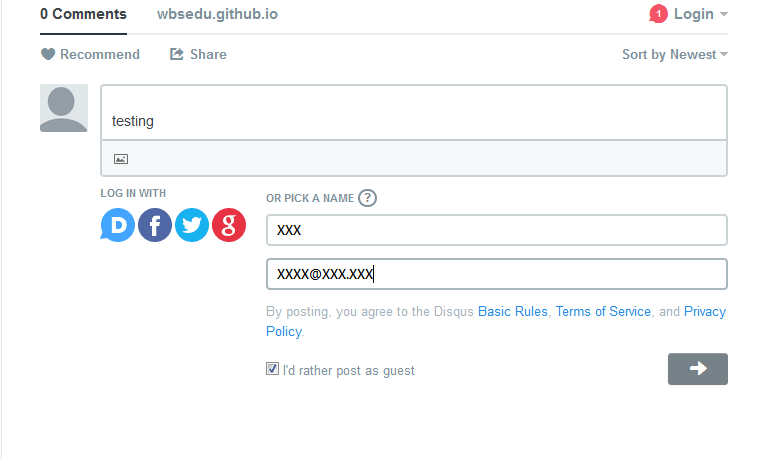 0 Comments wbsedu.github.io 1 Login
Recommend Share Sort by Newest
testing
LOG IN WITH
D f g
OR PICK A NAME ?
XXX
XXXX@XXX.XXX
By posting, you agree to the Disqus Basic Rules, Terms of Service, and Privacy
Policy.
I'd rather post as guest